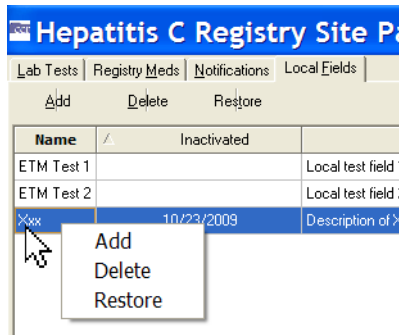 Hepatitis C Registry Site Pa
Lab Tests Registry Meds Notifications Local Fields
Add Delete Restore
Name Inactivated
ETM Test 1 Local test field
ETM Test 2 Local test field
Xxx 10/23/2009 Description of X
Add
Delete
Restore